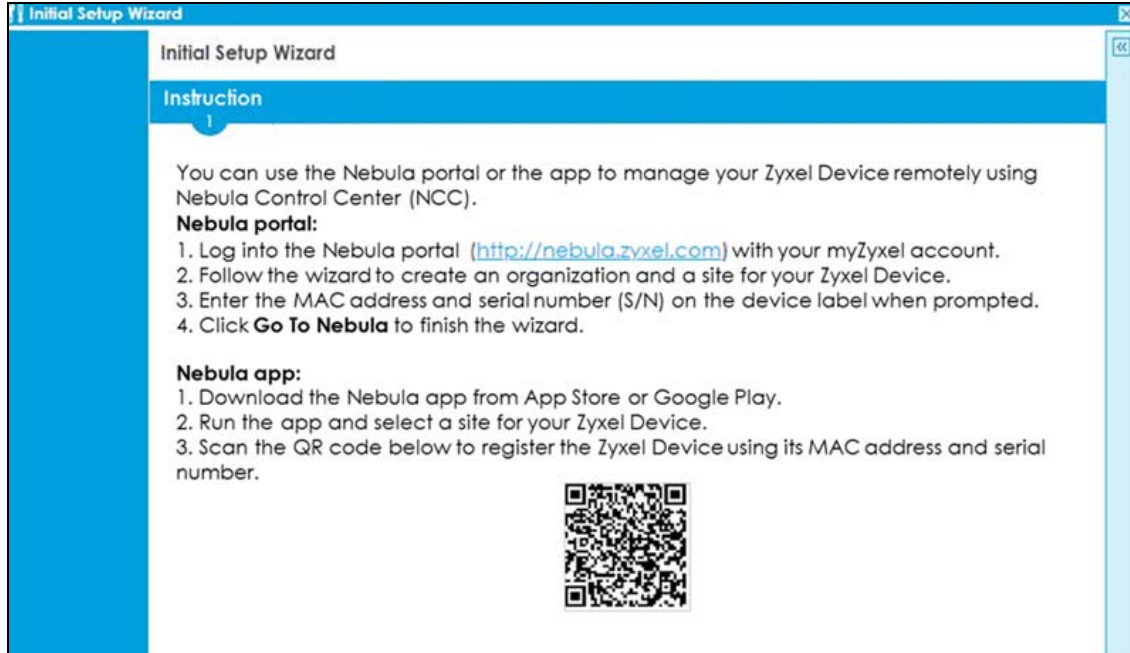 Initial Setup Wizard
Initial Setup Wizard
Instruction
1
You can use the Nebula portal or the app to manage your Zyxel Device remotely using
Nebula Control Center (NCC).
Nebula portal:
1. Log into the Nebula portal (http://nebula.zyxel.com) with your myZyxel account.
2. Follow the wizard to create an organization and a site for your Zyxel Device.
3. Enter the MAC address and serial number (S/N) on the device label when prompted.
4. Click Go To Nebula to finish the wizard.
Nebula app:
1. Download the Nebula app from App Store or Google Play.
2. Run the app and select a site for your Zyxel Device.
3. Scan the QR code below to register the Zyxel Device using its MAC address and serial
number.